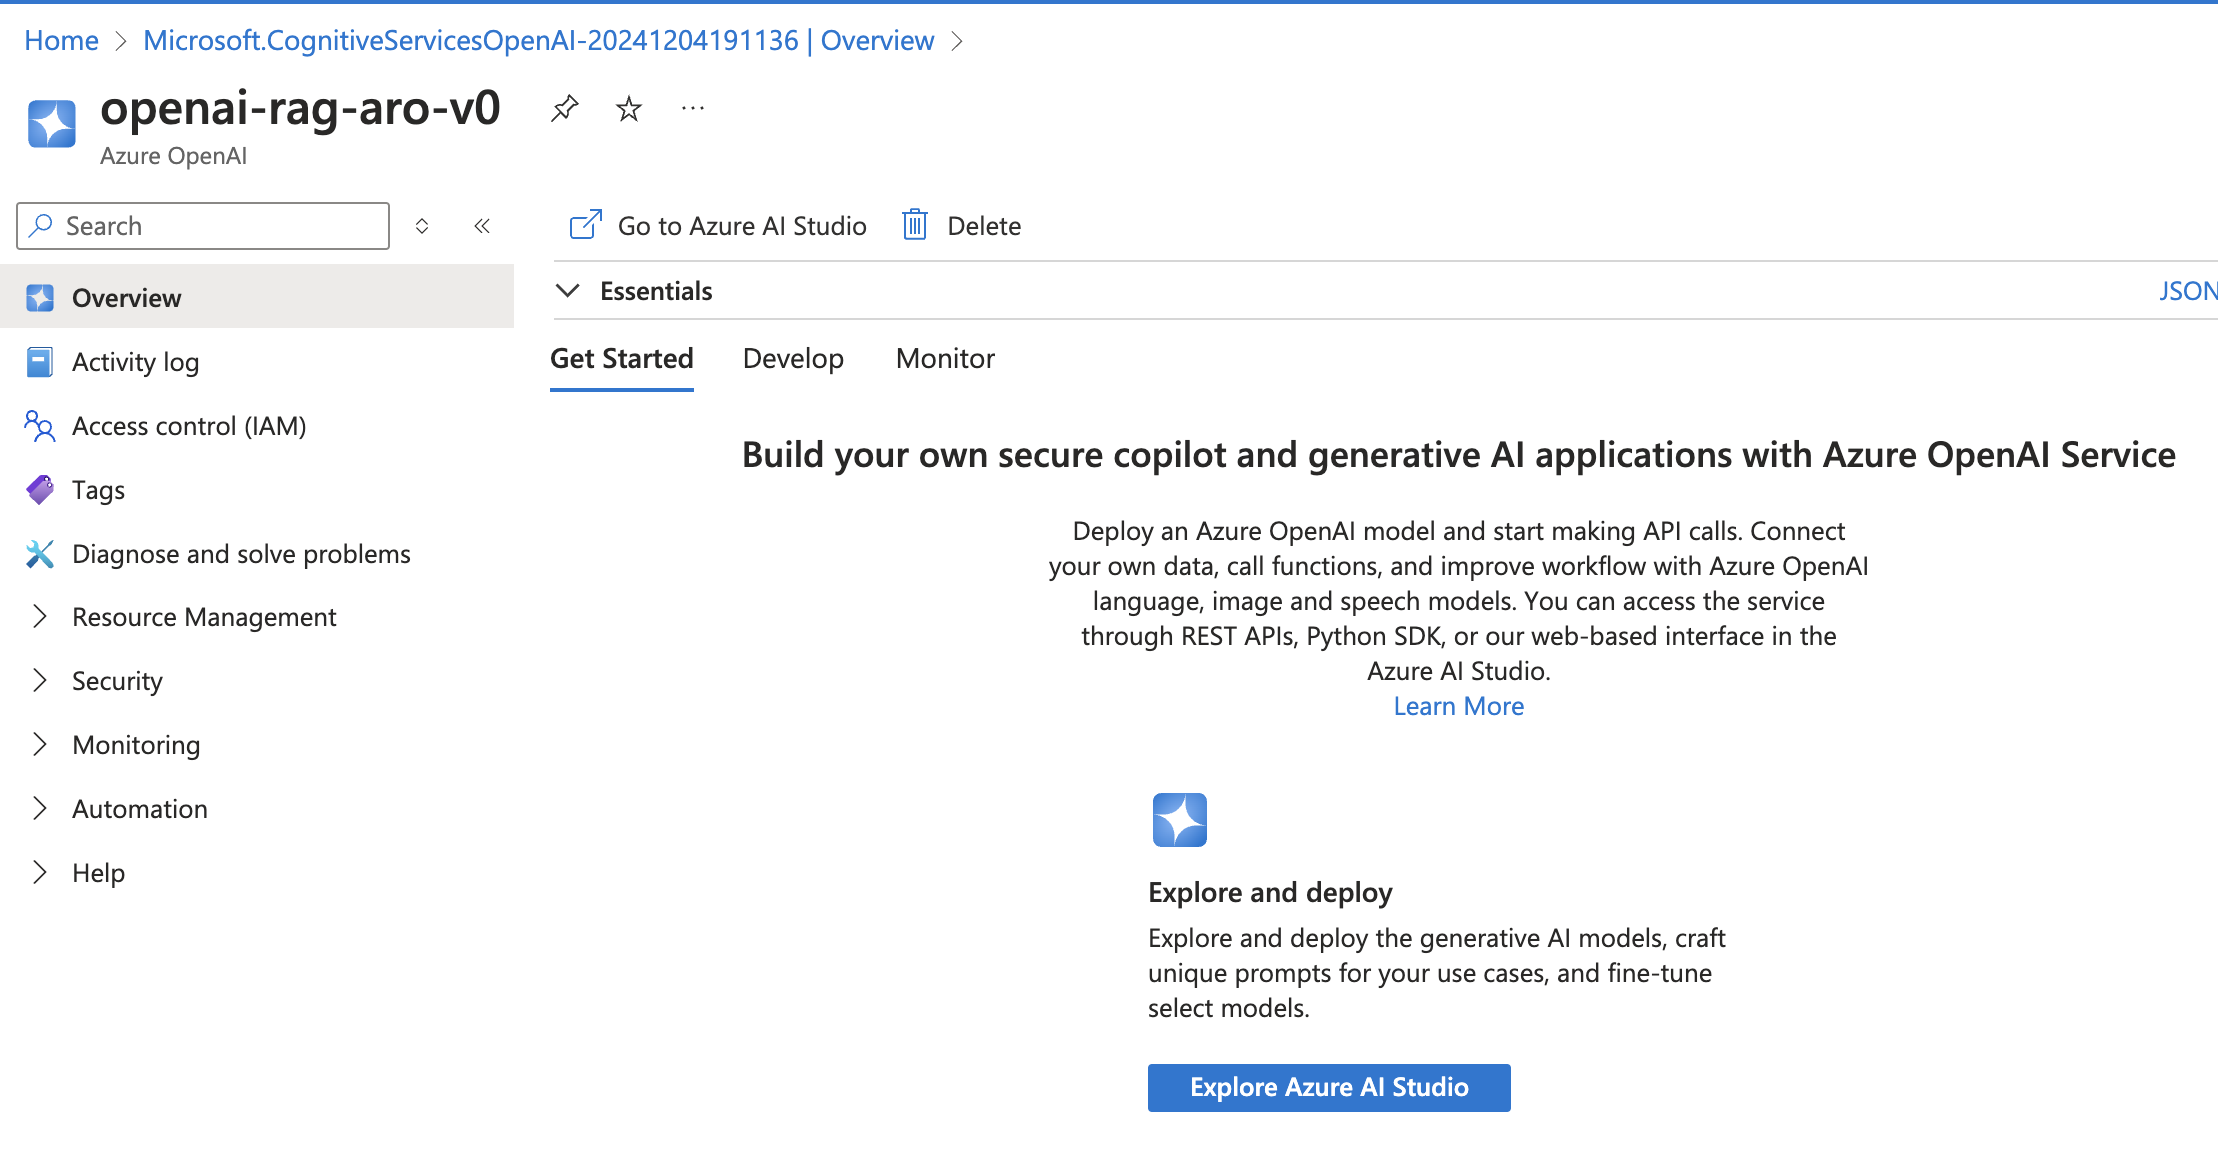 Home > Microsoft.CognitiveServicesOpenAI-20241204191136 | Overview >
openai-rag-aro-v0
Azure OpenAI
Search
Go to Azure AI Studio
Delete
Overview
Activity log
Access control (IAM)
Tags
Diagnose and solve problems
Resource Management
Security
Monitoring
Automation
Help
Essentials
JSON
Get Started
Develop
Monitor
Build your own secure copilot and generative AI applications with Azure OpenAI Service
Deploy an Azure OpenAI model and start making API calls. Connect
your own data, call functions, and improve workflow with Azure OpenAI
language, image and speech models. You can access the service
through REST APIs, Python SDK, or our web-based interface in the
Azure AI Studio.
Learn More
Explore and deploy
Explore and deploy the generative AI models, craft
unique prompts for your use cases, and fine-tune
select models.
Explore Azure AI Studio